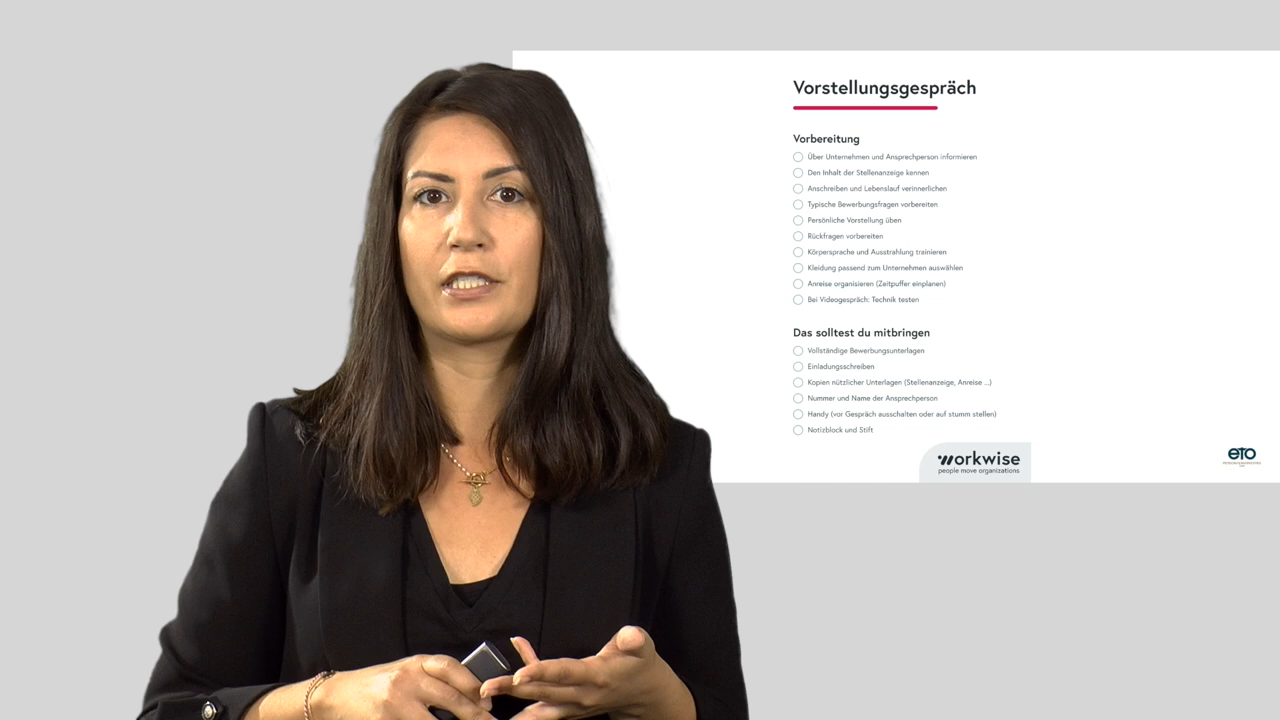 Vorstellungsgespräch
Vorbereitung
Über Unternehmen und Ansprechperson informieren
Den Inhalt der Stellenanzeige kennen
Anschreiben und Lebenslauf verinnerlichen
Typische Bewerbungsfragen vorbereiten
Persönliche Vorstellung üben
Rückfragen vorbereiten
Körpersprache und Ausstrahlung trainieren
Kleidung passend zum Unternehmen auswählen
Anreise organisieren (Zeitpuffer einplanen)
Bei Videogespräch: Technik testen
Das solltest du mitbringen
Vollständige Bewerbungsunterlagen
Einladungsschreiben
Kopien nützlicher Unterlagen (Stellenanzeige, Anreise ...)
Nummer und Name der Ansprechperson
Handy (vor Gespräch ausschalten oder auf stumm stellen)
Notizblock und Stift
workwise
people move organizations
eto